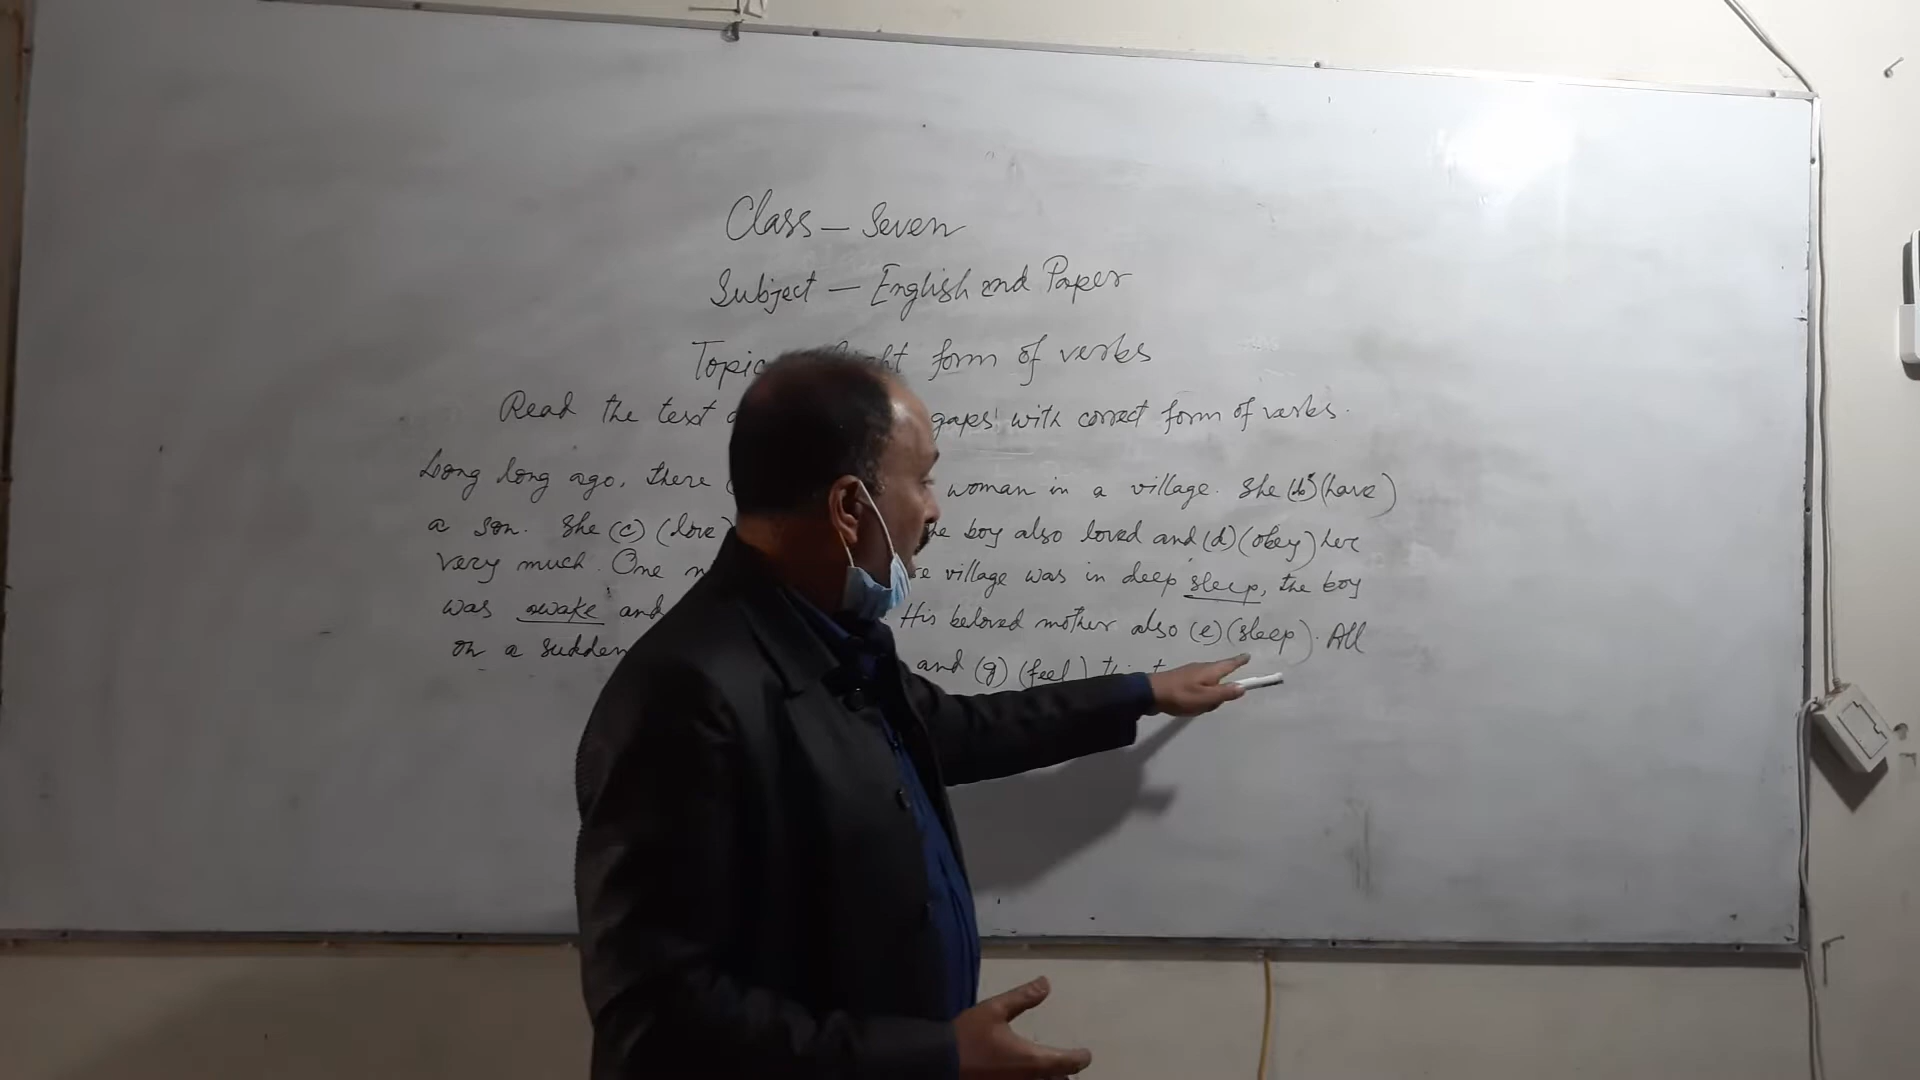 Class – Seven
Subject – English 2nd Paper
Topic form of verbs
Read the text gaps with correct form of verbs.
Long long ago, there woman in a village. She (b) (have)
a son. She (c) (love) boy also loved and (d) (obey) her
very much. One village was in deep sleep, the boy
was awake and His beloved mother also (e) (sleep). All
on a sudden and (g) (feel)